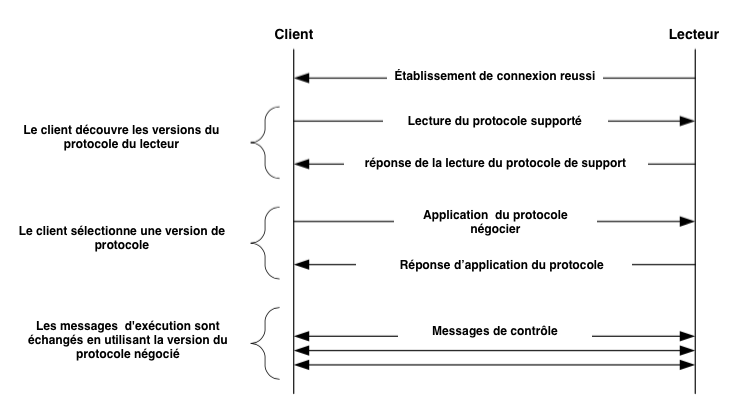 Client
Lecteur
Établissement de connexion reussi
Le client découvre les versions du
protocole du lecteur
Lecture du protocole supporté
réponse de la lecture du protocole de support
Le client sélectionne une version de
protocole
Application du protocole
négocier
Réponse d'application du protocole
Les messages d'exécution sont
échangés en utilisant la version du
protocole négocié
Messages de contrôle